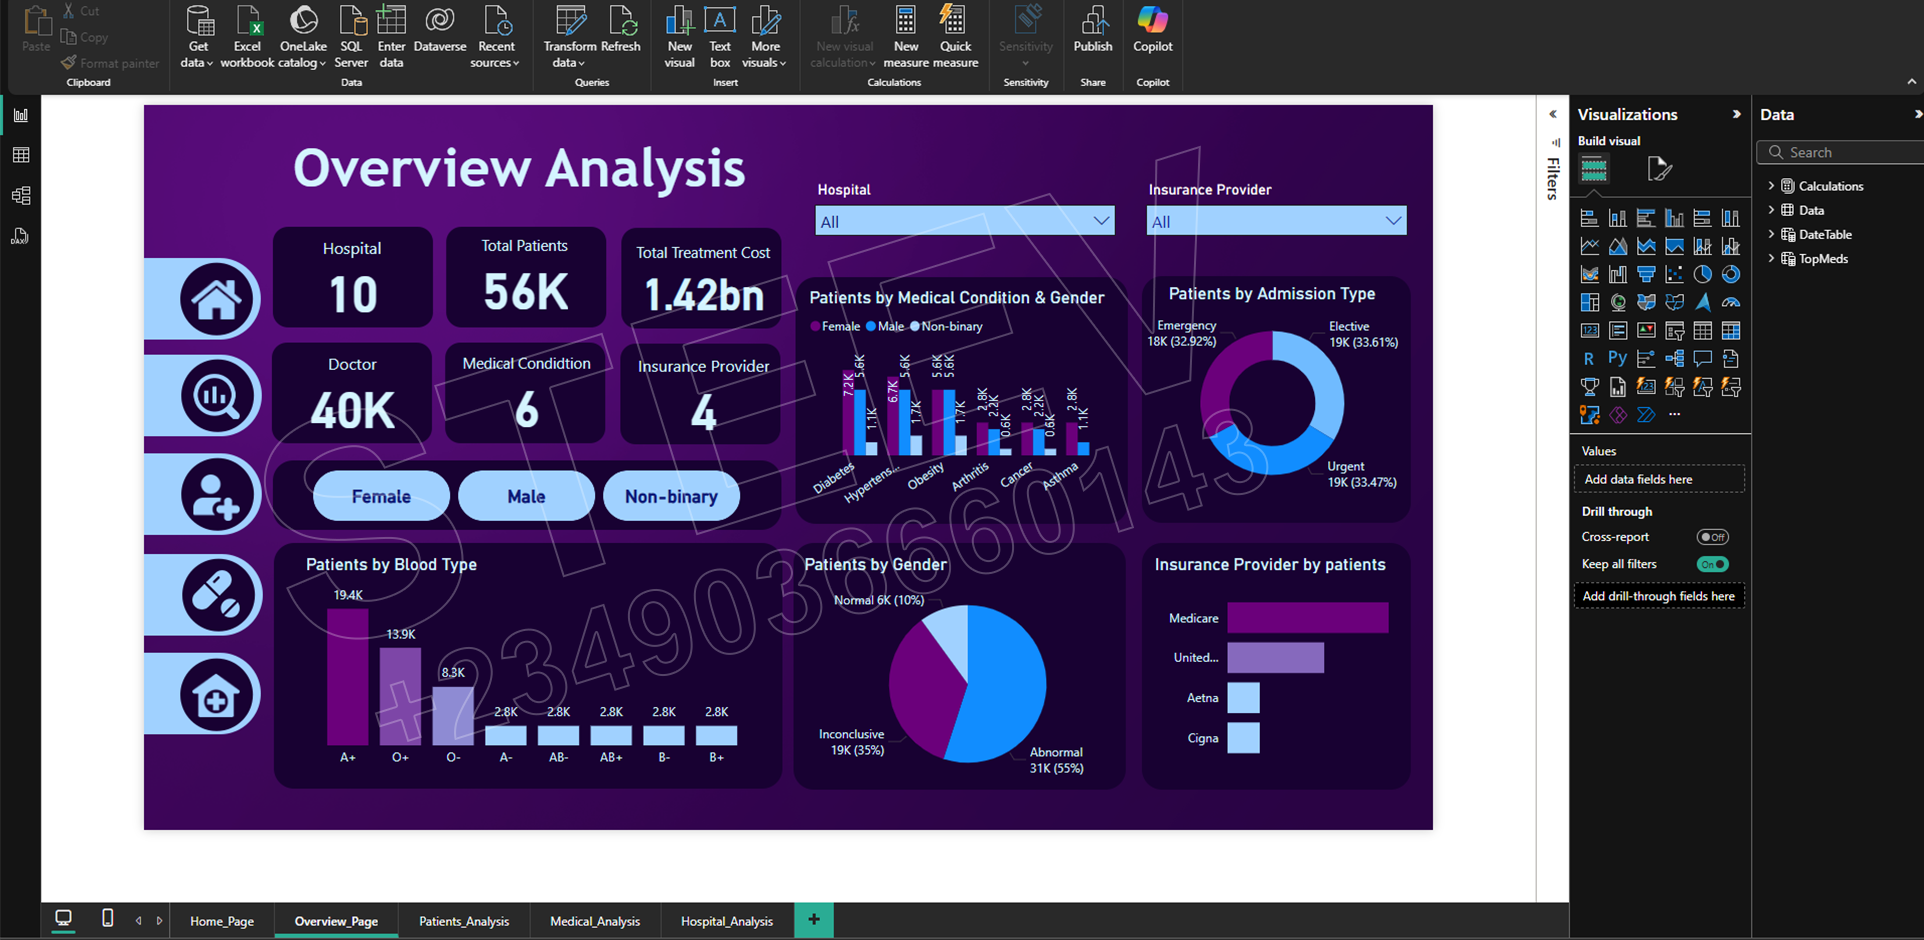 Paste
Cut
Copy
Format painter
Clipboard
Get data
Excel workbook
OneLake catalog
SQL Server
Enter data
Dataverse
Recent sources
Data
Transform data
Refresh
Queries
New visual
Text box
More visuals
Insert
New visual calculation
New measure
Quick measure
Calculations
Sensitivity
Sensitivity
Publish
Share
Copilot
Copilot
Overview Analysis
Hospital
All
Insurance Provider
All
Hospital
10
Total Patients
56K
Total Treatment Cost
1.42bn
Doctor
40K
Medical Condidtion
6
Insurance Provider
4
Female
Male
Non-binary
Patients by Medical Condition & Gender
Female Male Non-binary
7.2K 5.6K 1.1K
6.7K 5.6K 1.7K
5.6K 5.6K 1.7K
2.8K 2.2K 0.6K
2.8K 2.2K 0.6K
2.8K 1.1K
Diabetes
Hypertens...
Obesity
Arthritis
Cancer
Asthma
Patients by Admission Type
Emergency
18K (32.92%)
Elective
19K (33.61%)
Urgent
19K (33.47%)
Patients by Blood Type
19.4K
13.9K
8.3K
2.8K 2.8K 2.8K 2.8K 2.8K
A+ O+ O- A- AB- AB+ B- B+
Patients by Gender
Normal 6K (10%)
Inconclusive
19K (35%)
Abnormal
31K (55%)
Insurance Provider by patients
Medicare
United...
Aetna
Cigna
STEEV
+2349036660143
Filters
Visualizations
Build visual
123
R
Py
123
Values
Add data fields here
Drill through
Cross-report
Off
Keep all filters
On
Add drill-through fields here
Data
Search
Calculations
Data
DateTable
TopMeds
DAX
Home_Page
Overview_Page
Patients_Analysis
Medical_Analysis
Hospital_Analysis
+